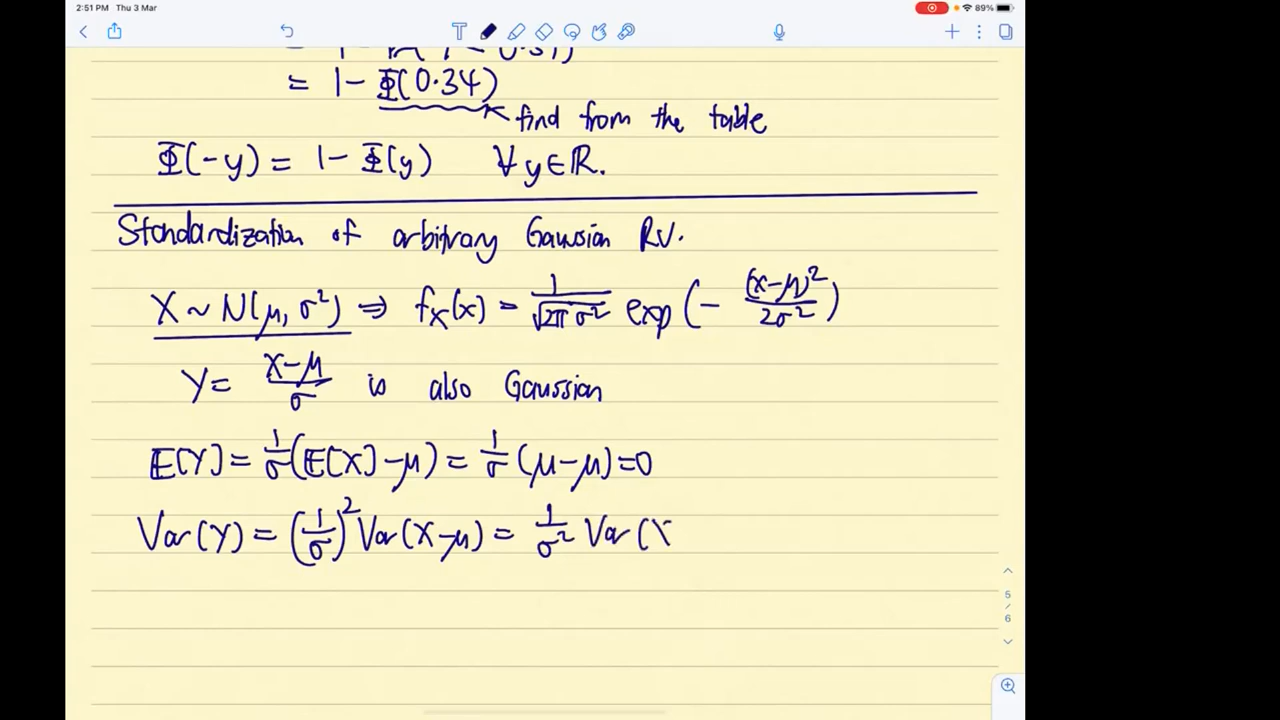 2:51 PM Thu 3 Mar 89%
= 1 - Φ(0.34)
find from the table
Φ(-y) = 1 - Φ(y) ∀ y ∈ ℝ.
Standardization of arbitrary Gaussian RV.
X ~ N(μ, σ²) ⇒ f_X(x) = 1/√(2πσ²) exp(- (x-μ)²/2σ²)
Y = (X-μ)/σ is also Gaussian
𝔼[Y] = 1/σ (𝔼[X] - μ) = 1/σ (μ-μ) = 0
Var(Y) = (1/σ)² Var(X-μ) = 1/σ² Var(X
5
/
6